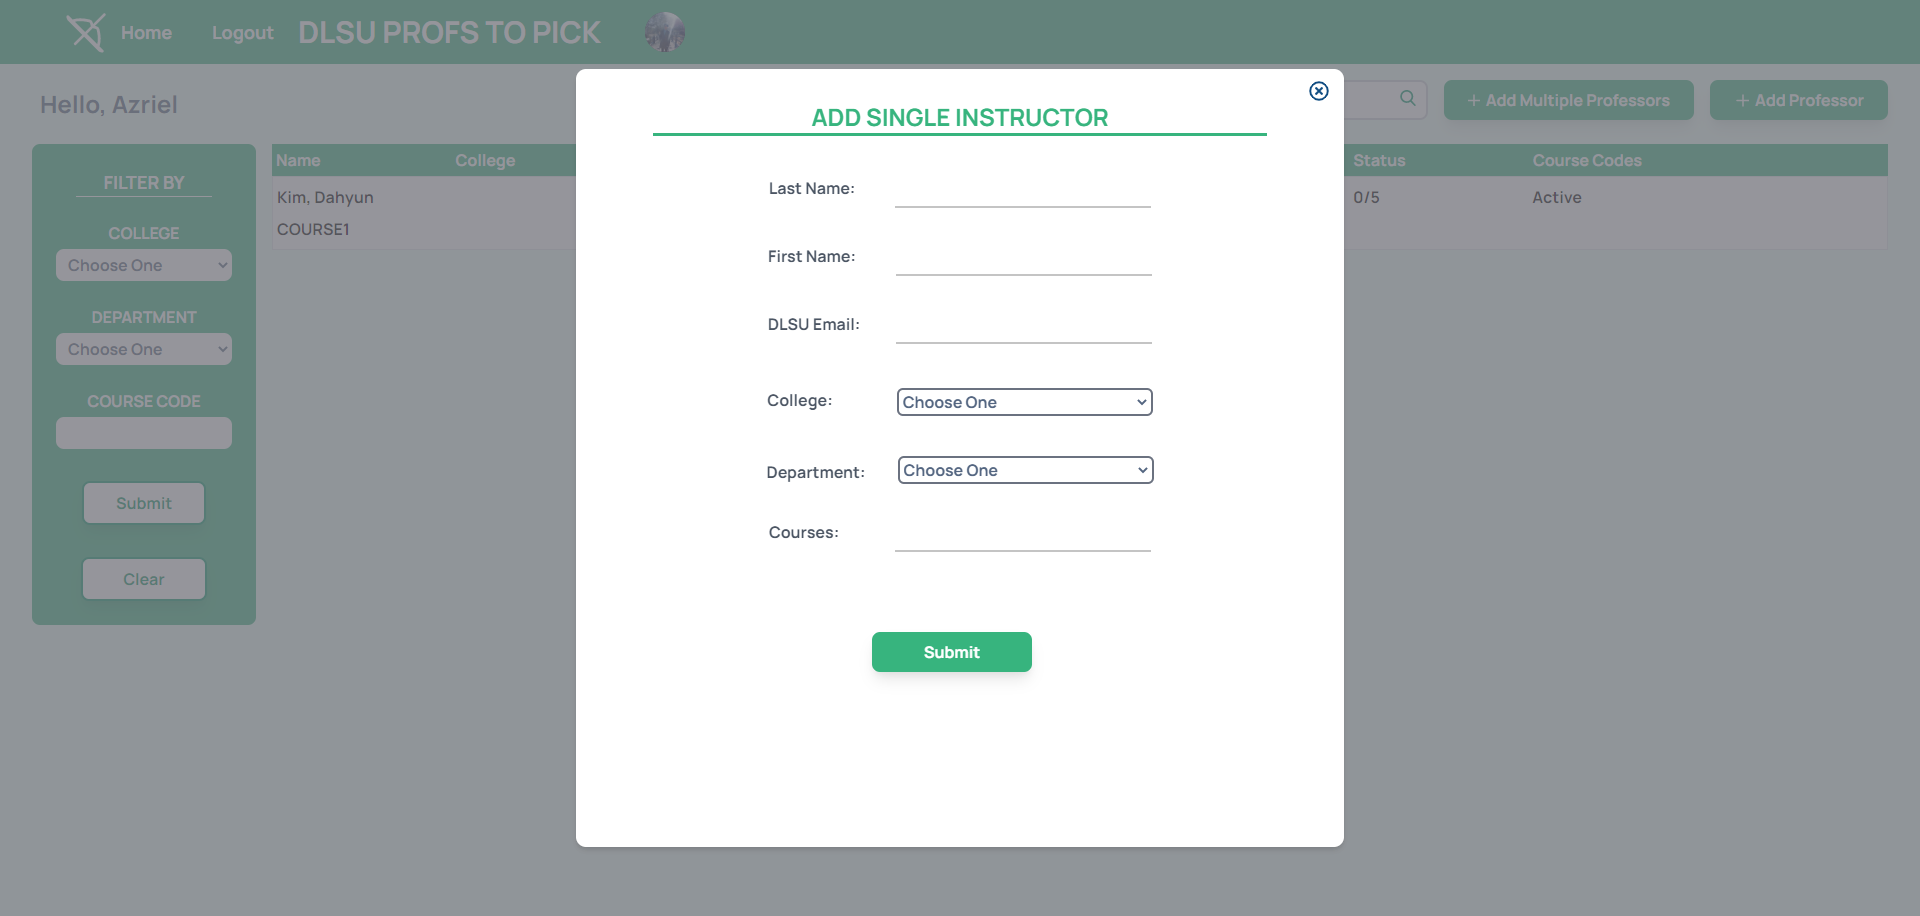 Home Logout DLSU PROFS TO PICK
Hello, Azriel
+ Add Multiple Professors
+ Add Professor
FILTER BY
COLLEGE
Choose One
DEPARTMENT
Choose One
COURSE CODE
Submit
Clear
Name College Status Course Codes
Kim, Dahyun 0/5 Active
COURSE1
ADD SINGLE INSTRUCTOR
Last Name:
First Name:
DLSU Email:
College: Choose One
Department: Choose One
Courses:
Submit